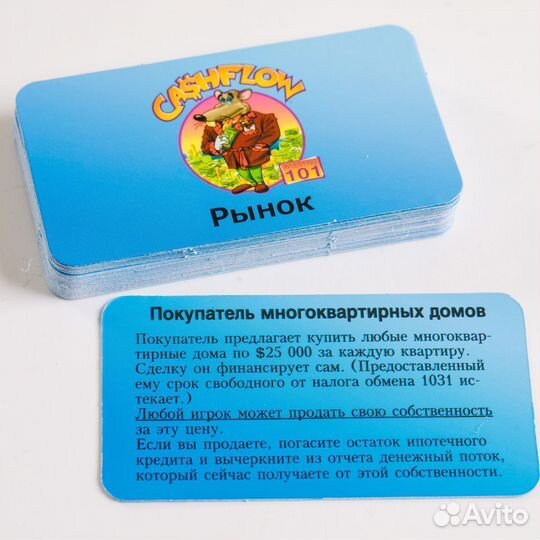 CA$HFLOW
101
Рынок
Покупатель многоквартирных домов
Покупатель предлагает купить любые многоквар-
тирные дома по $25 000 за каждую квартиру.
Сделку он финансирует сам. (Предоставленный
ему срок свободного от налога обмена 1031 ис-
текает.)
Любой игрок может продать свою собственность
за эту цену.
Если вы продаете, погасите остаток ипотечного
кредита и вычеркните из отчета денежный поток,
который сейчас получаете от этой собственности.
Avito